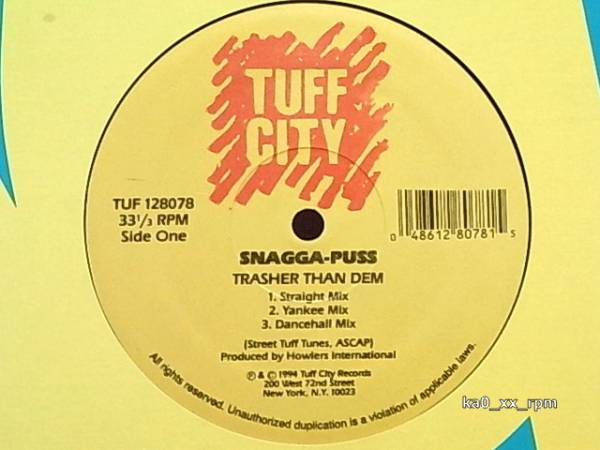 TUFF
CITY
TUF 128078
33 1/3 RPM
Side One
0 48612 80781 5
SNAGGA-PUSS
TRASHER THAN DEM
1. Straight Mix
2. Yankee Mix
3. Dancehall Mix
(Street Tuff Tunes, ASCAP)
Produced by Howlers International
℗ & © 1994 Tuff City Records
200 West 72nd Street
New York, N.Y. 10023
All rights reserved. Unauthorized duplication is a violation of applicable laws.
ka0_xx_rpm